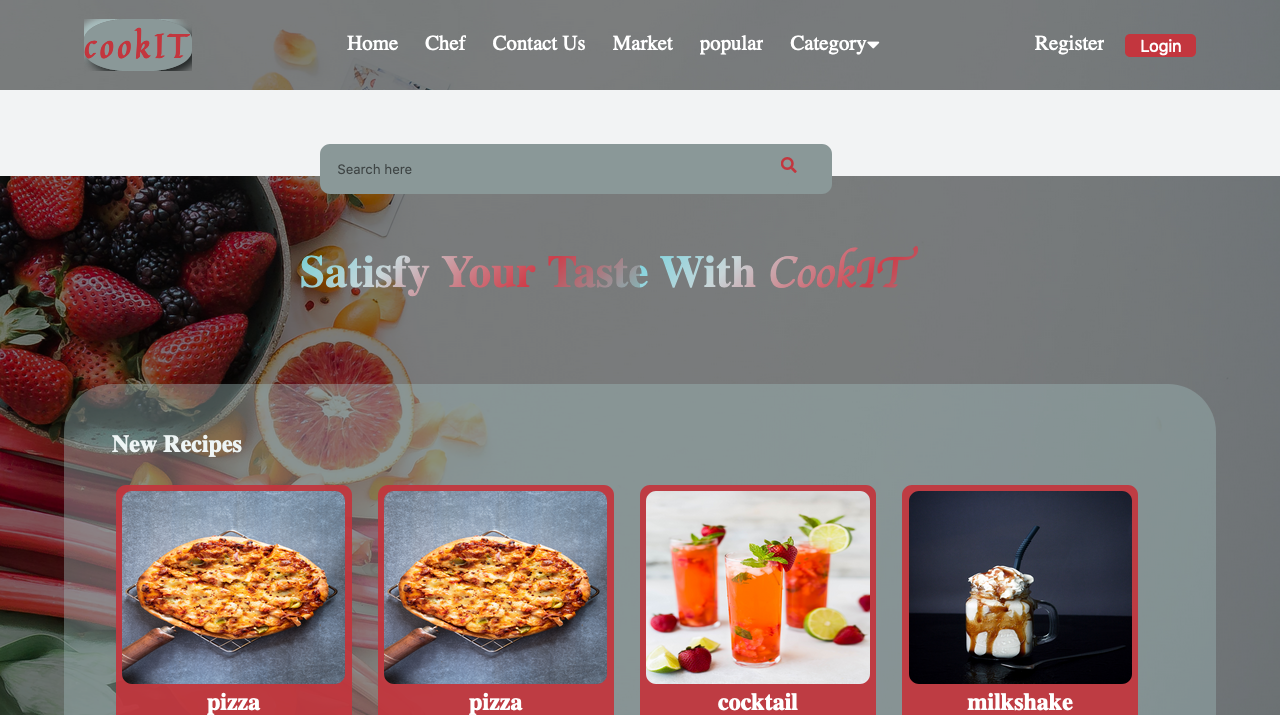 cookIT
Home Chef Contact Us Market popular Category
Register Login
Search here
Satisfy Your Taste With CookIT
New Recipes
pizza pizza cocktail milkshake